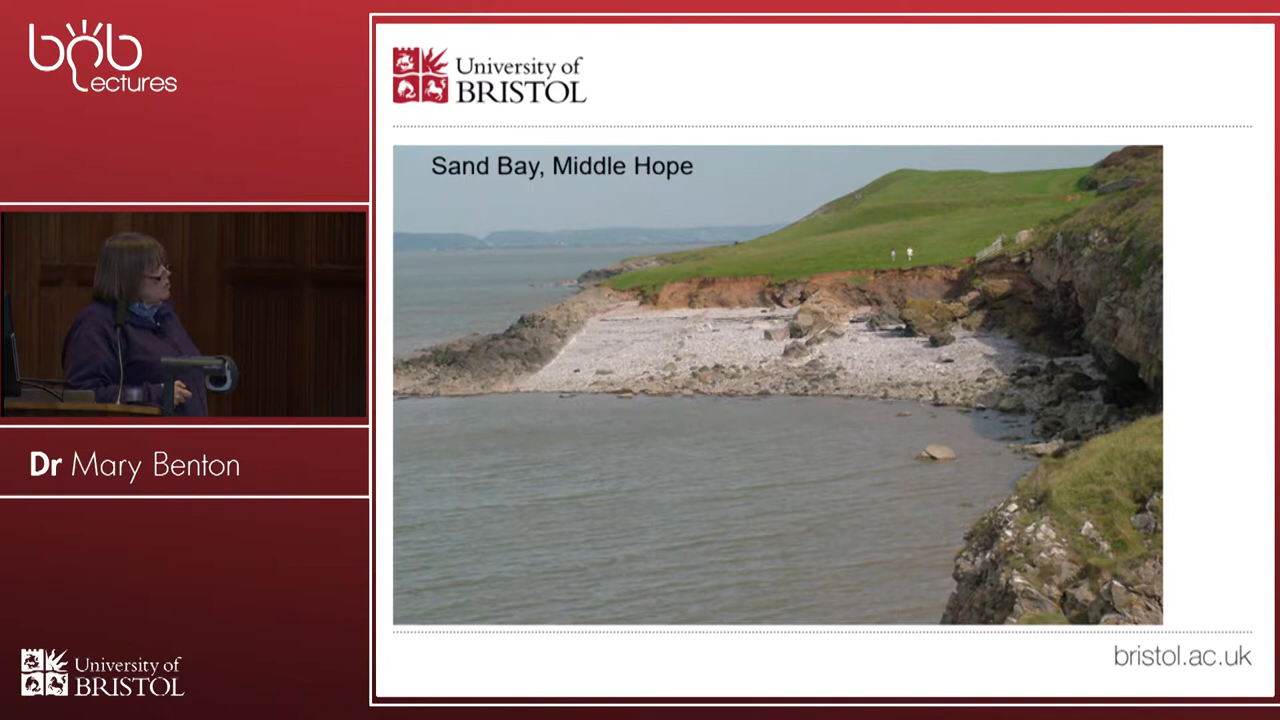 bob
Lectures
University of
BRISTOL
Sand Bay, Middle Hope
Dr Mary Benton
University of
BRISTOL
bristol.ac.uk